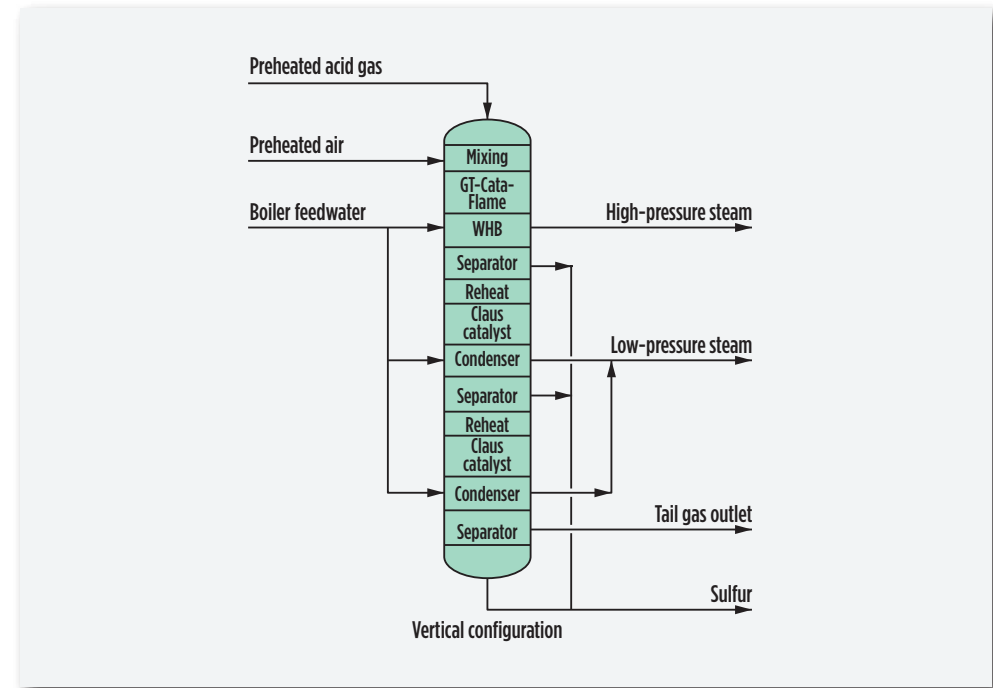 Preheated acid gas
Preheated air
Mixing
GT-Cata-
Flame
Boiler feedwater
High-pressure steam
WHB
Separator
Reheat
Claus
catalyst
Low-pressure steam
Condenser
Separator
Reheat
Claus
catalyst
Condenser
Tail gas outlet
Separator
Sulfur
Vertical configuration